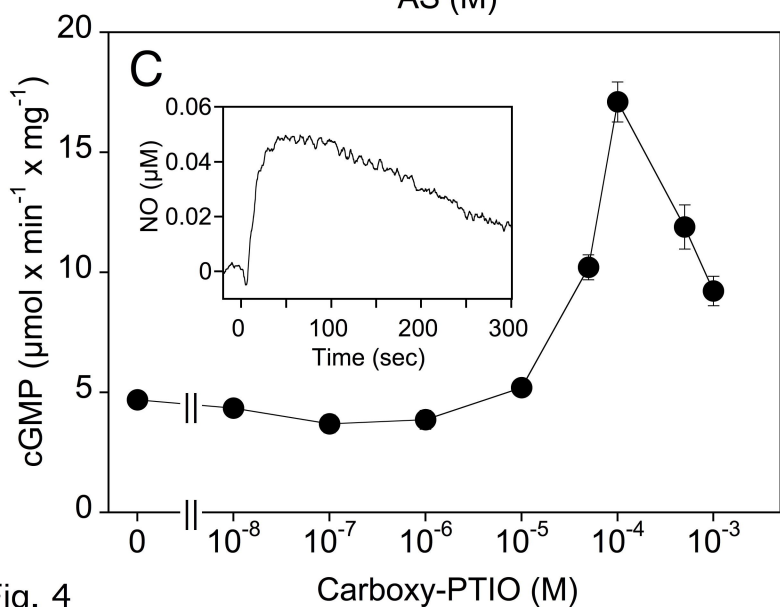 AS (M)
20
C
0.06
15
0.04
NO (μM)
0.02
10
0
0 100 200 300
Time (sec)
cGMP (μmol x min-1 x mg-1)
5
0
0 10-8 10-7 10-6 10-5 10-4 10-3
Carboxy-PTIO (M)
Fig. 4